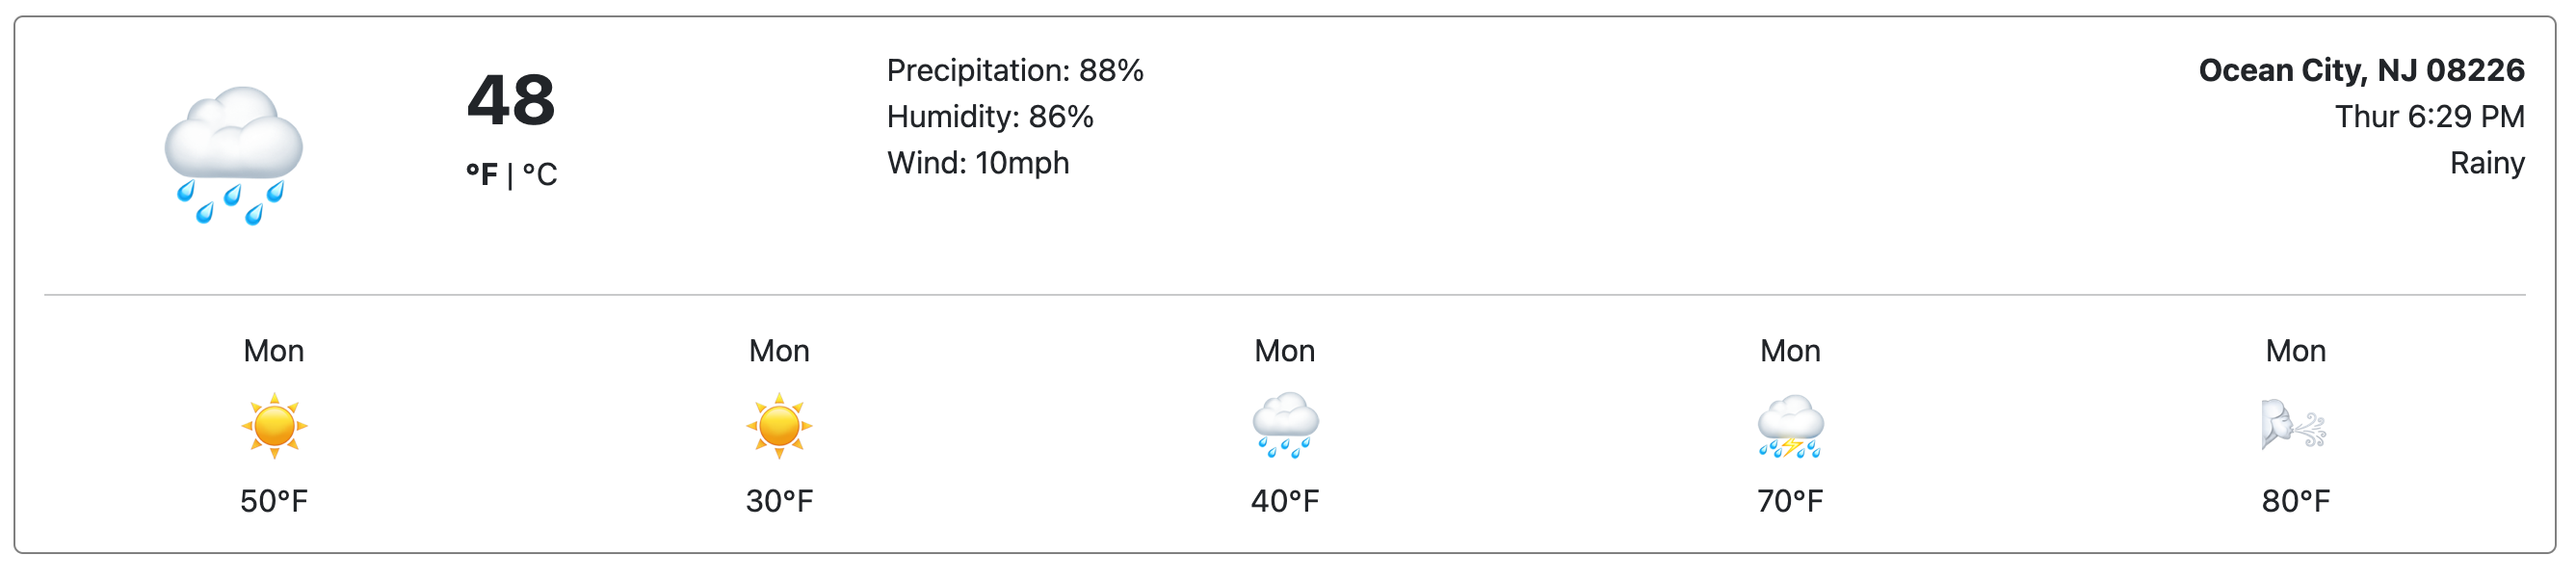 48
°F | °C
Precipitation: 88%
Humidity: 86%
Wind: 10mph
Ocean City, NJ 08226
Thur 6:29 PM
Rainy
Mon
50°F
Mon
30°F
Mon
40°F
Mon
70°F
Mon
80°F